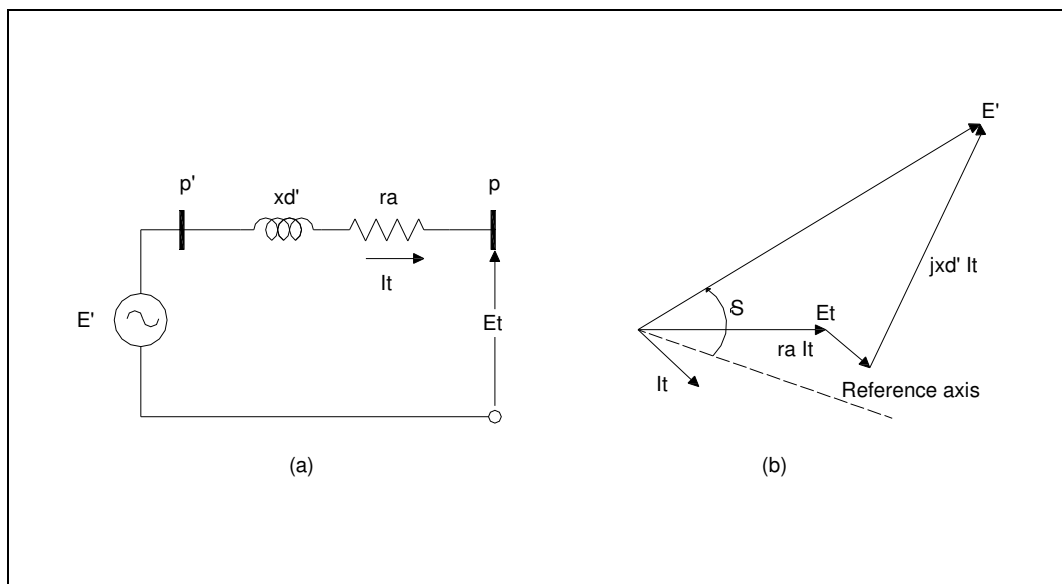 p'
xd'
ra
p
It
E'
Et
(a)
E'
jxd' It
δ
Et
ra It
It
Reference axis
(b)